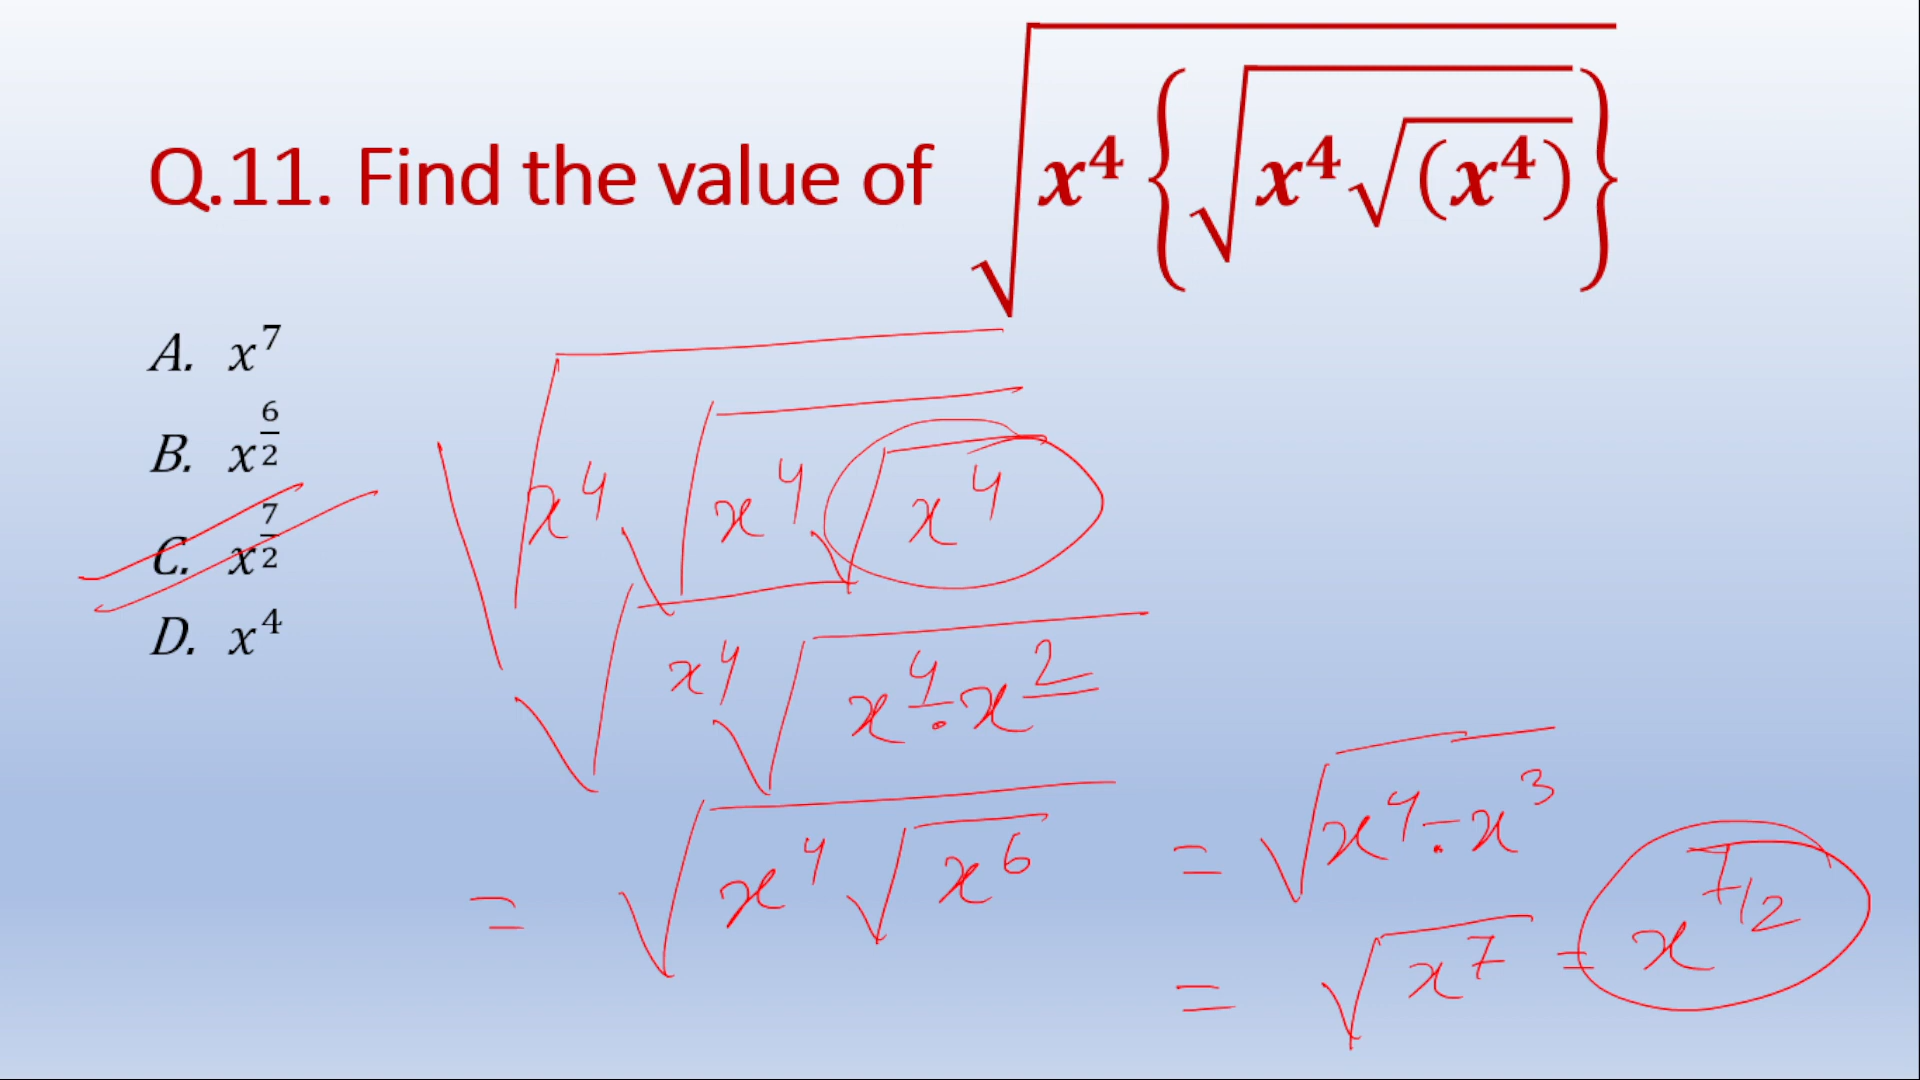 Q.11. Find the value of √(x⁴{√(x⁴√(x⁴))})
A. x⁷
B. x^(6/2)
C. x^(7/2)
D. x⁴
√(x⁴√(x⁴√(x⁴)))
√(x⁴√(x⁴·x²))
= √(x⁴√(x⁶))
= √(x⁴·x³)
= √(x⁷) = x^(7/2)